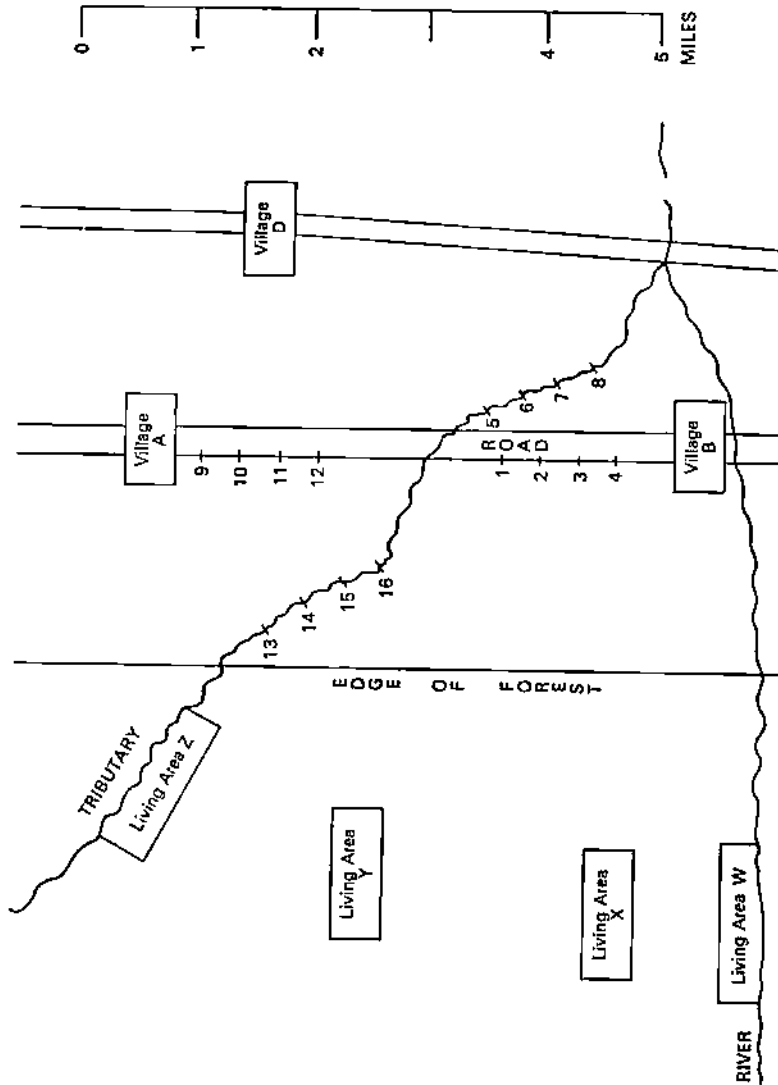 0
1
2
4
5
MILES
Village
D
Village
A
9
10
11
12
5
6
7
8
ROAD
1
2
3
4
Village
B
13
14
15
16
EDGE OF FOREST
TRIBUTARY
Living Area Z
Living Area
Y
Living Area
X
Living Area W
RIVER